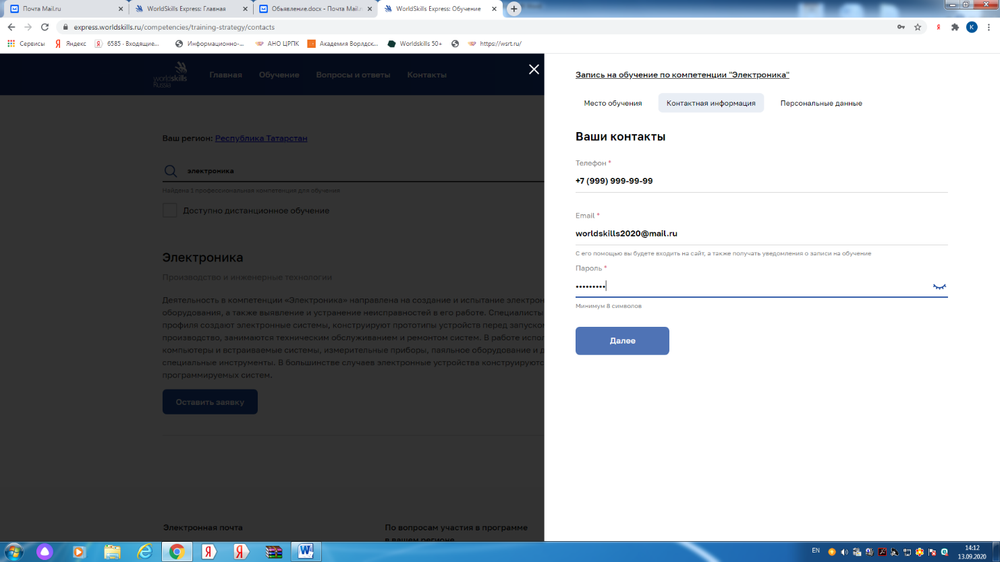 Почта Mail.ru
WorldSkills Express: Главная
Обьявление.docx - Почта Mail.r
WorldSkills Express: Обучение
express.worldskills.ru/competencies/training-strategy/contacts
K
Сервисы
Яндекс
6585 · Входящие...
Информационно-...
АНО ЦРПК
Академия Ворлдск...
Worldskills 50+
https://wsrt.ru/
worldskills
Russia
Главная
Обучение
Вопросы и ответы
Контакты
Ваш регион: Республика Татарстан
электроника
Найдена 1 профессиональная компетенция для обучения
Доступно дистанционное обучение
Электроника
Производство и инженерные технологии
Деятельность в компетенции «Электроника» направлена на создание и испытание электрон
оборудования, а также выявление и устранение неисправностей в его работе. Специалисты
профиля создают электронные системы, конструируют прототипы устройств перед запуском
производство, занимаются техническим обслуживанием и ремонтом систем. В работе испол
компьютеры и встраиваемые системы, измерительные приборы, паяльное оборудование и д
специальные инструменты. В большинстве случаев электронные устройства конструируютс
программируемых систем.
Оставить заявку
Электронная почта
По вопросам участия в программе
в вашем регионе
Запись на обучение по компетенции "Электроника"
Место обучения
Контактная информация
Персональные данные
Ваши контакты
Телефон *
+7 (999) 999-99-99
Email *
worldskills2020@mail.ru
С его помощью вы будете входить на сайт, а также получать уведомления о записи на обучение
Пароль *
•••••••••
Минимум 8 символов
Далее
EN
14:12
13.09.2020